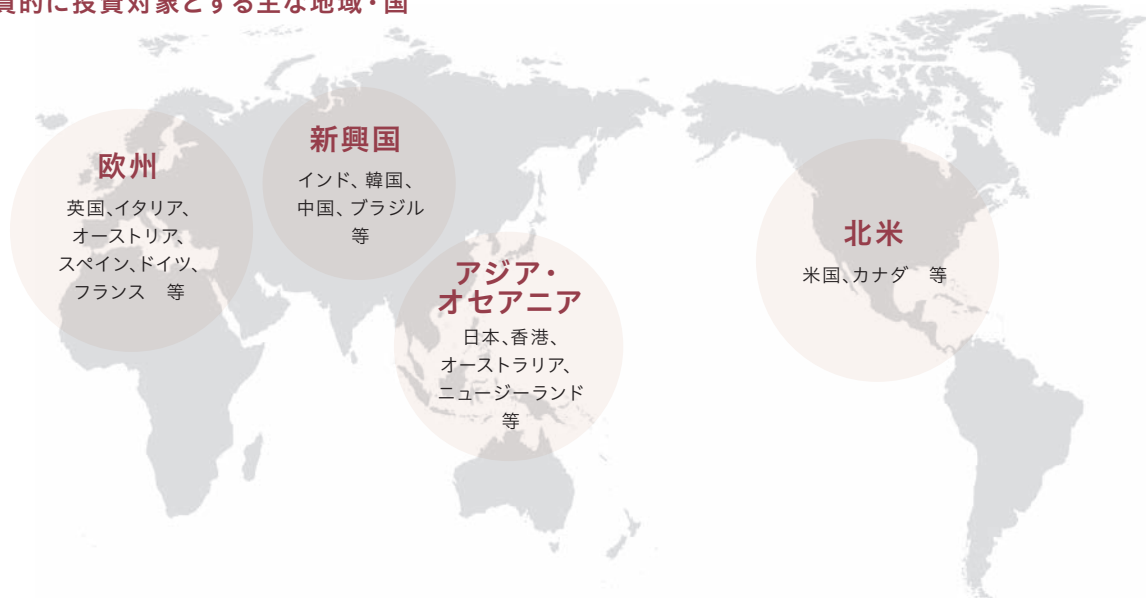 質的に投資対象とする主な地域・国
欧州
英国、イタリア、
オーストリア、
スペイン、ドイツ、
フランス　等
新興国
インド、韓国、
中国、ブラジル
等
アジア・
オセアニア
日本、香港、
オーストラリア、
ニュージーランド
等
北米
米国、カナダ　等